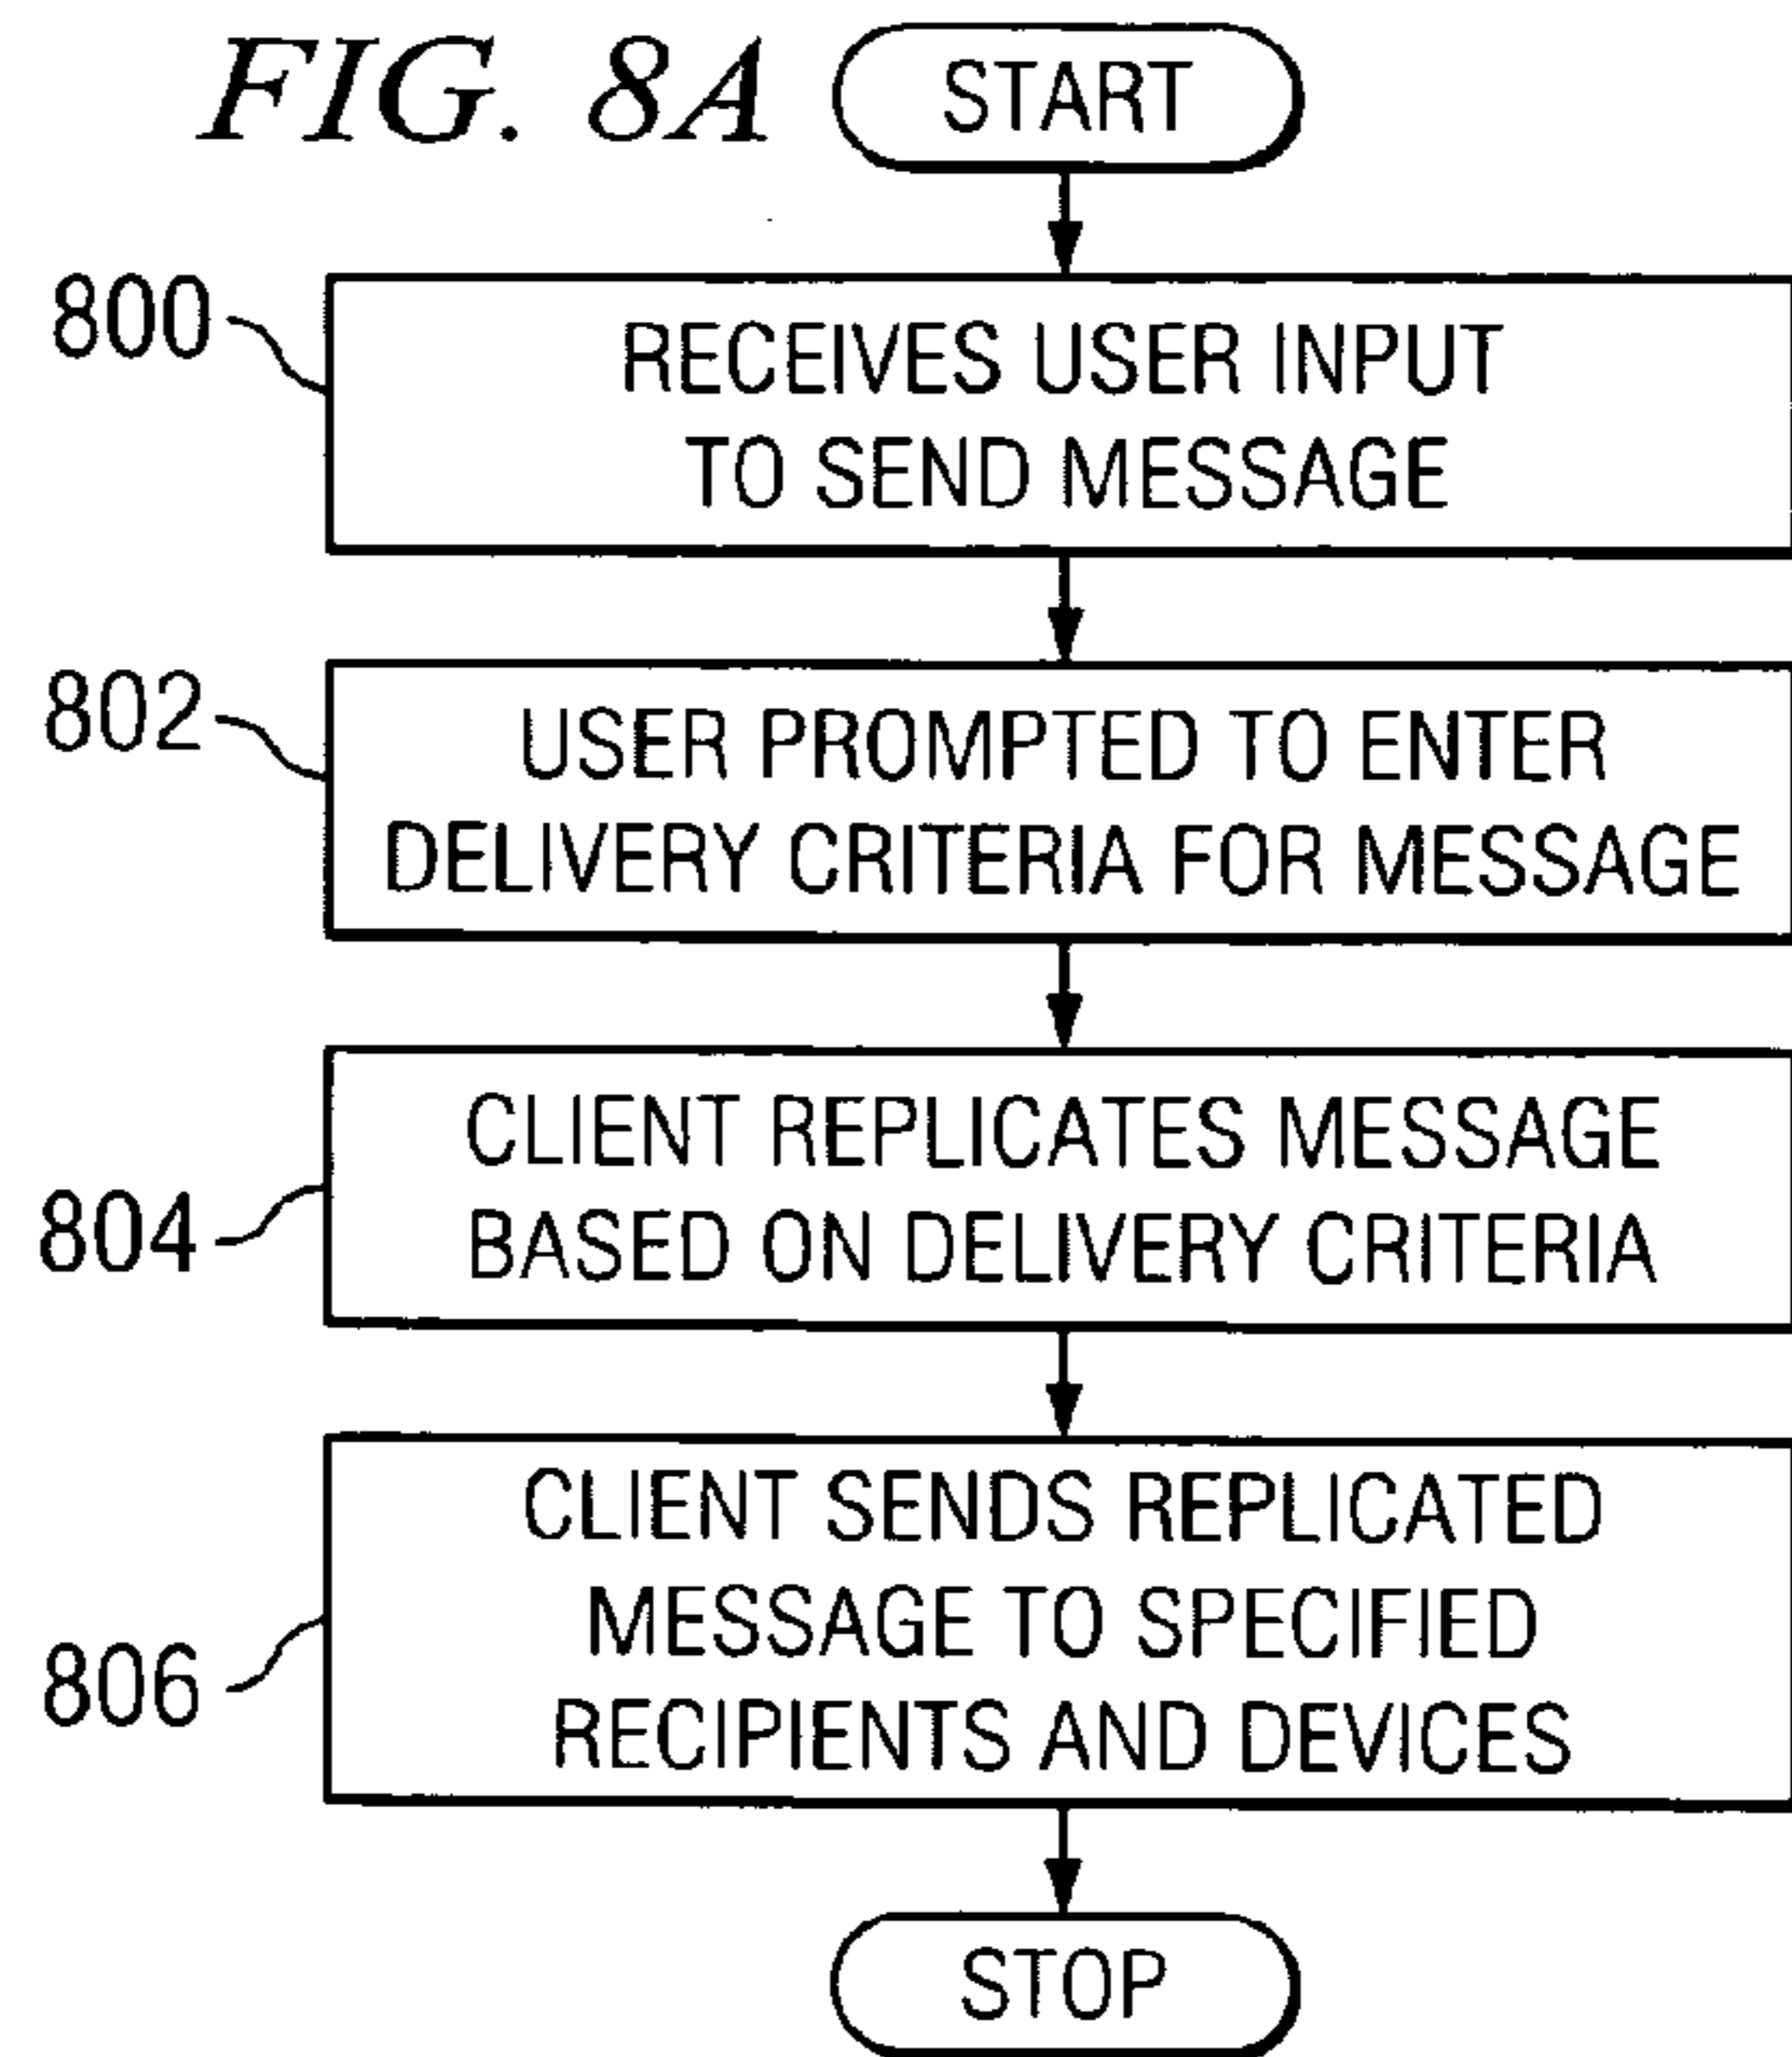 FIG. 8A
START
800
RECEIVES USER INPUT
TO SEND MESSAGE
802
USER PROMPTED TO ENTER
DELIVERY CRITERIA FOR MESSAGE
804
CLIENT REPLICATES MESSAGE
BASED ON DELIVERY CRITERIA
806
CLIENT SENDS REPLICATED
MESSAGE TO SPECIFIED
RECIPIENTS AND DEVICES
STOP